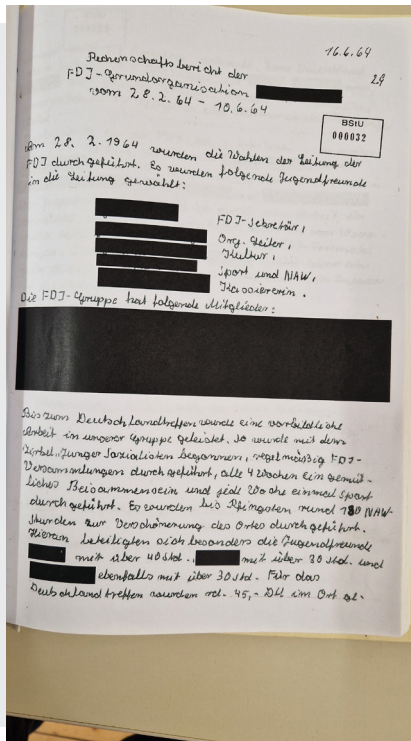 16.6.64
29
Rechenschaftsbericht der
FDJ-Grundorganisation
vom 28.2.64 - 10.6.64
BStU
000032
Am 28. 2. 1964 wurden die Wahlen der Leitung der
FDJ durchgeführt. Es wurden folgende Jugendfreunde
in die Leitung gewählt:
FDJ-Sekretär,
Org.-Leiter,
Kultur,
Sport und NAW,
Kassiererin.
Die FDJ-Gruppe hat folgende Mitglieder:
Bis zum Deutschlandtreffen wurde eine vorbildliche
Arbeit in unserer Gruppe geleistet. So wurde mit dem
Zirkel „Junger Sozialisten begonnen, regelmäßig FDJ-
Versammlungen durchgeführt, alle 4 Wochen ein gemüt-
liches Beisammensein und jede Woche einmal Sport
durchgeführt. Es wurden bis Pfingsten rund 180 NAW-
Stunden zur Verschönerung des Ortes durchgeführt.
Hieran beteiligten sich besonders die Jugendfreunde
mit über 40 Std., mit über 30 Std. und
ebenfalls mit über 30 Std. Für das
Deutschlandtreffen wurden rd. 45,- DM im Ort ge-